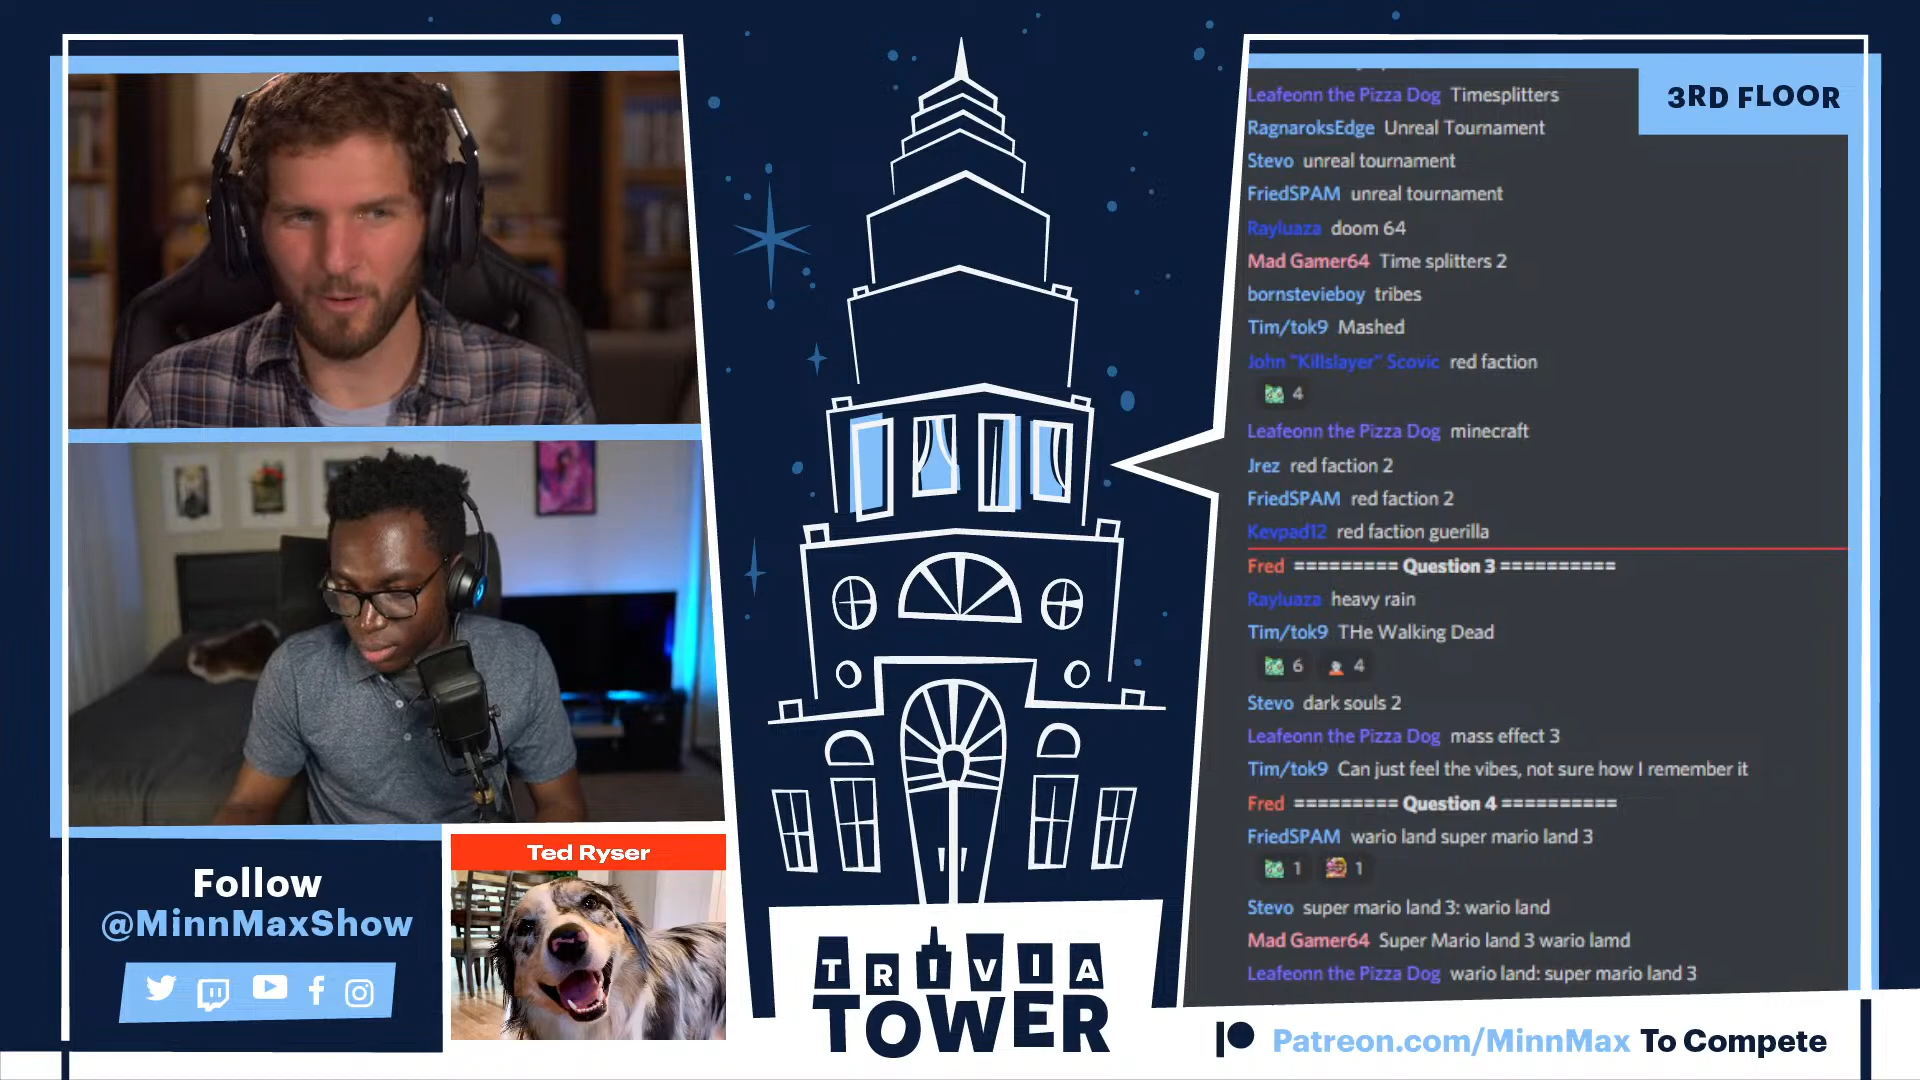 3RD FLOOR
Leafeonn the Pizza Dog Timesplitters
RagnaroksEdge Unreal Tournament
Stevo unreal tournament
FriedSPAM unreal tournament
Rayluaza doom 64
Mad Gamer64 Time splitters 2
bornstevieboy tribes
Tim/tok9 Mashed
John "Killslayer" Scovic red faction
4
Leafeonn the Pizza Dog minecraft
Jrez red faction 2
FriedSPAM red faction 2
Kevpad12 red faction guerilla
Fred ========= Question 3 ==========
Rayluaza heavy rain
Tim/tok9 THe Walking Dead
6 4
Stevo dark souls 2
Leafeonn the Pizza Dog mass effect 3
Tim/tok9 Can just feel the vibes, not sure how I remember it
Fred ========= Question 4 ==========
FriedSPAM wario land super mario land 3
1 1
Stevo super mario land 3: wario land
Mad Gamer64 Super Mario land 3 wario lamd
Leafeonn the Pizza Dog wario land: super mario land 3
Ted Ryser
Follow
@MinnMaxShow
TRIVIA
TOWER
Patreon.com/MinnMax To Compete